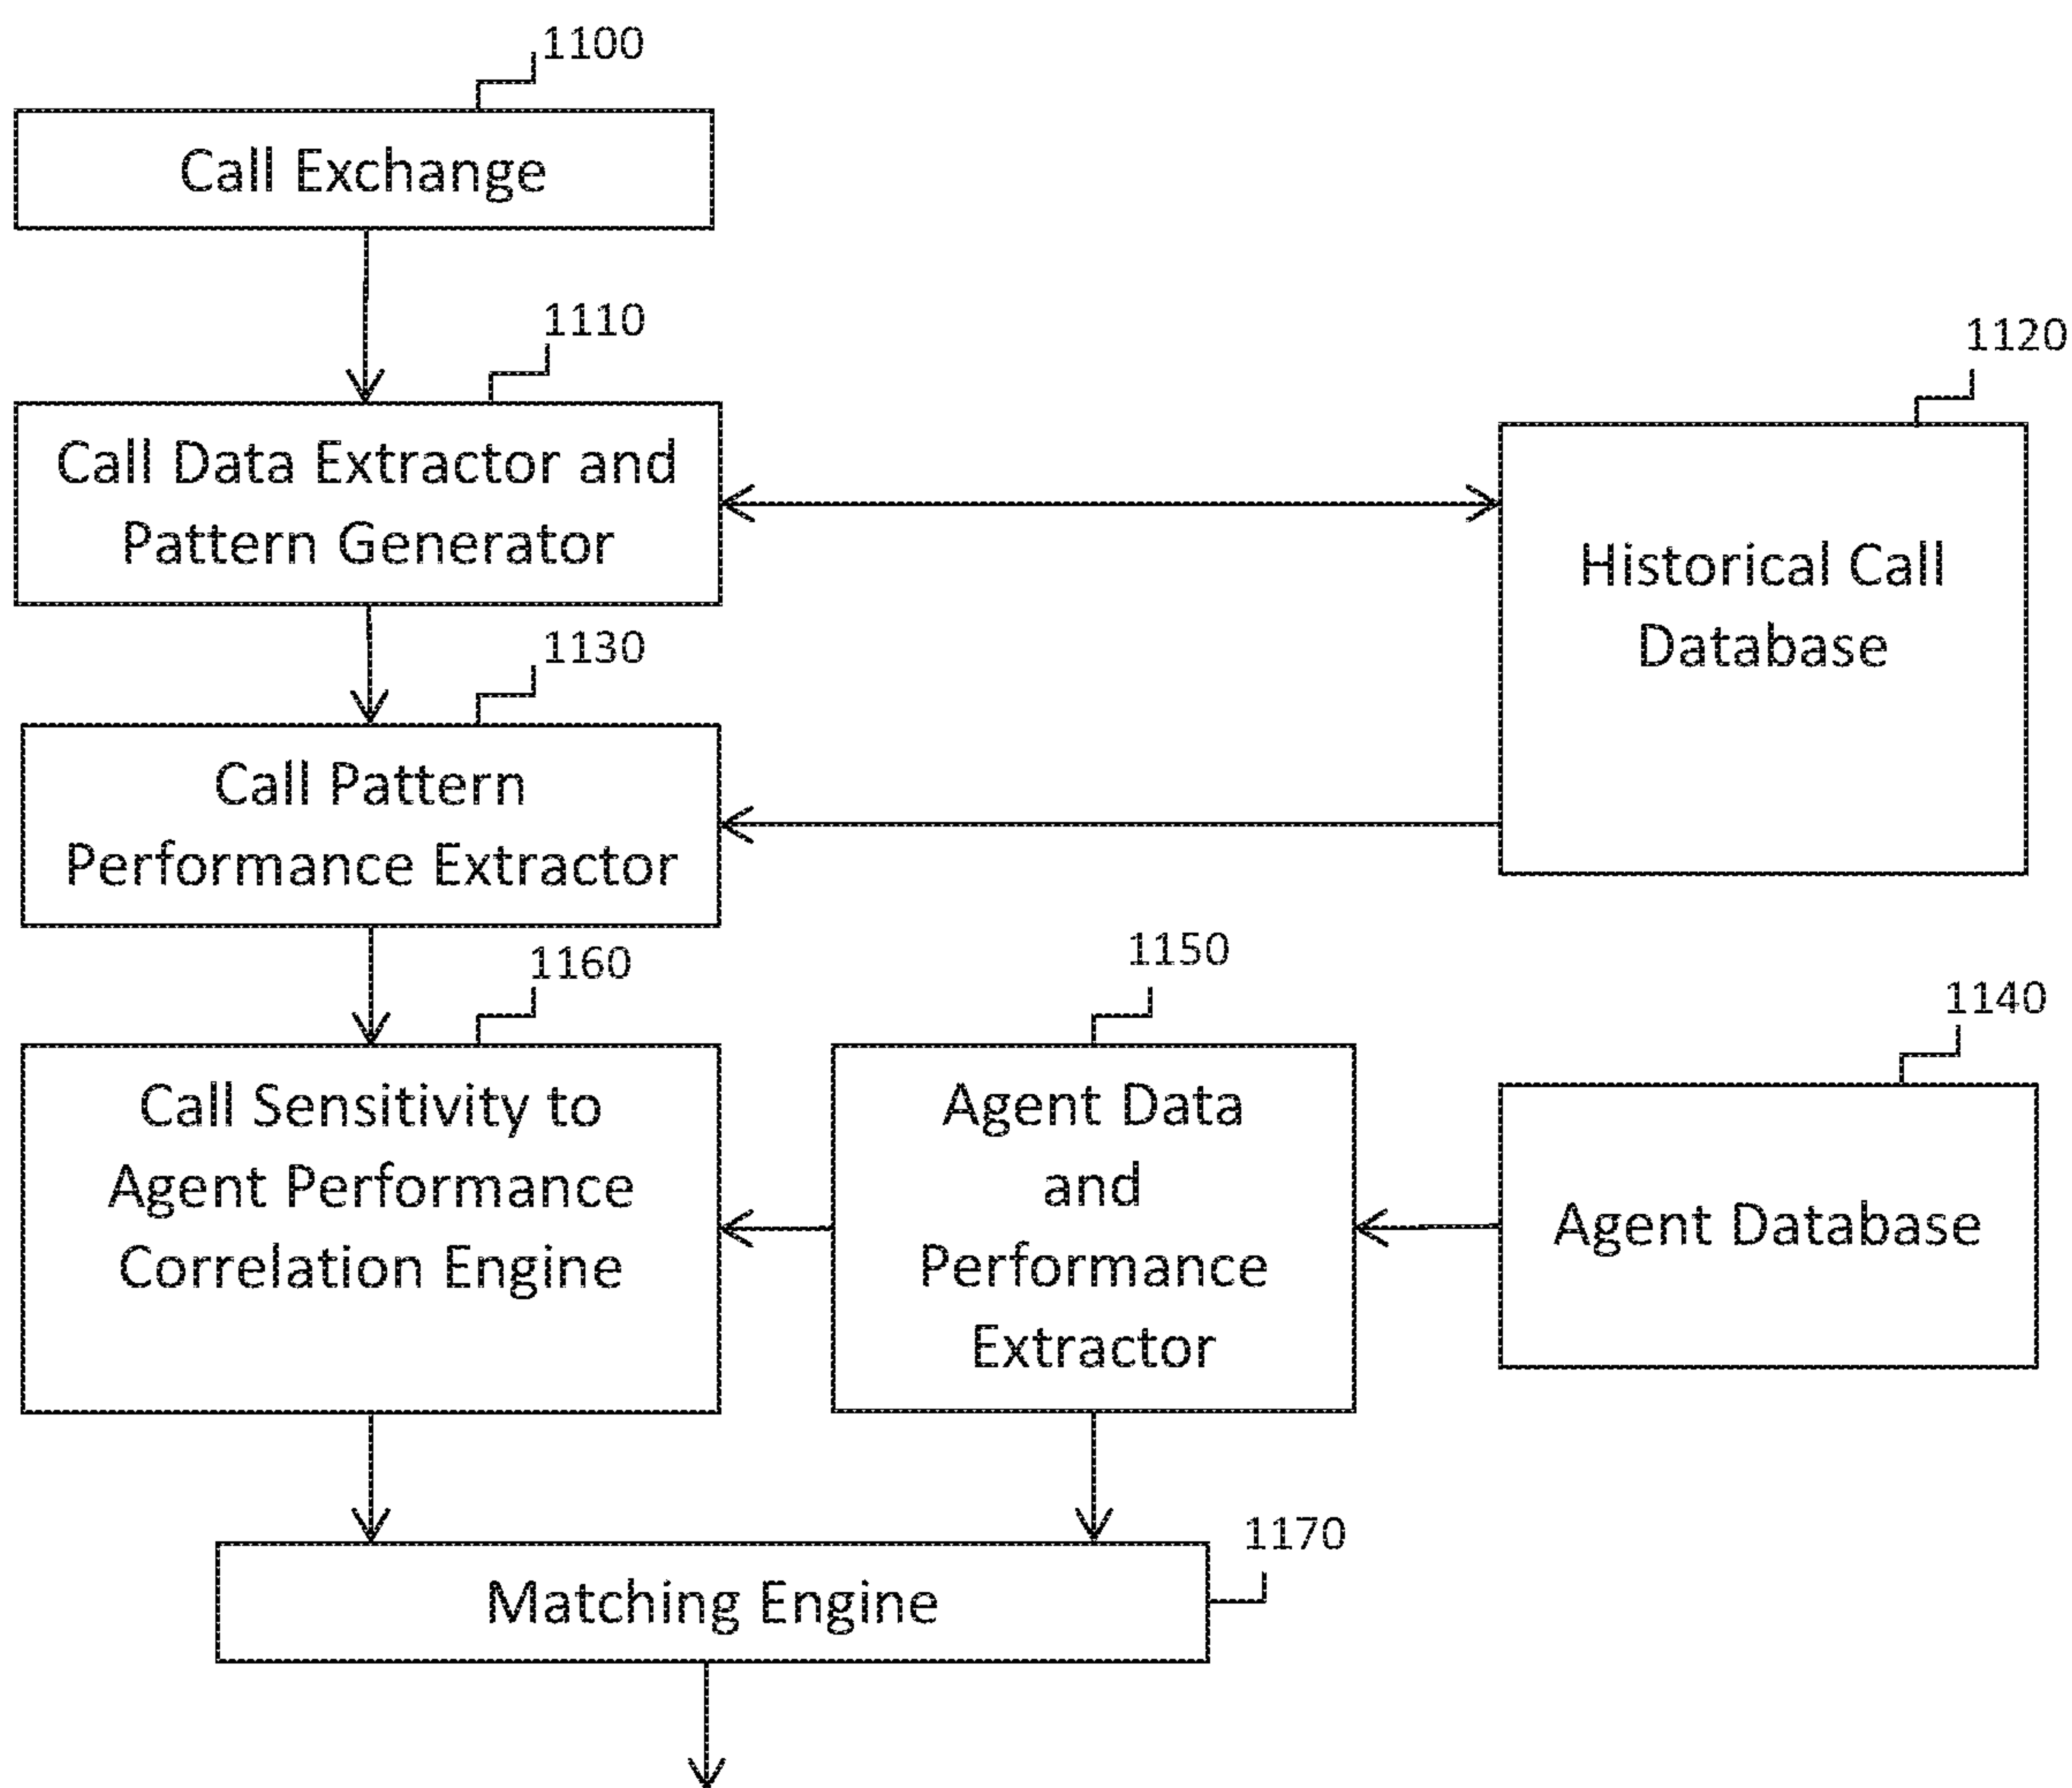 1100
Call Exchange
1110
1120
Call Data Extractor and
Pattern Generator
Historical Call
Database
1130
Call Pattern
Performance Extractor
1160
1150
1140
Call Sensitivity to
Agent Performance
Correlation Engine
Agent Data
and
Performance
Extractor
Agent Database
1170
Matching Engine